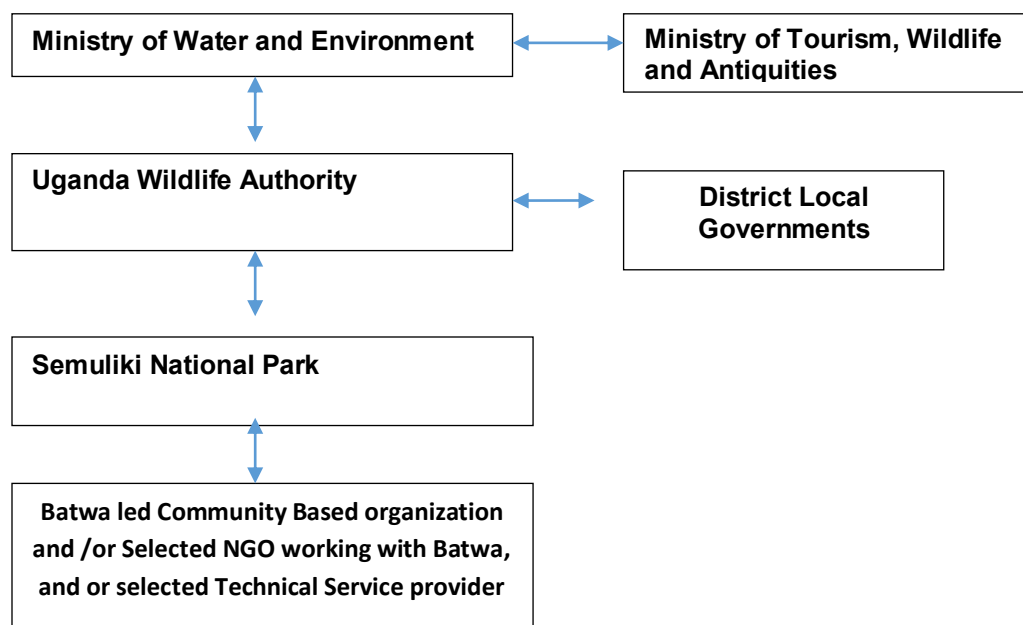 Ministry of Water and Environment
Ministry of Tourism, Wildlife
and Antiquities
Uganda Wildlife Authority
District Local
Governments
Semuliki National Park
Batwa led Community Based organization
and /or Selected NGO working with Batwa,
and or selected Technical Service provider